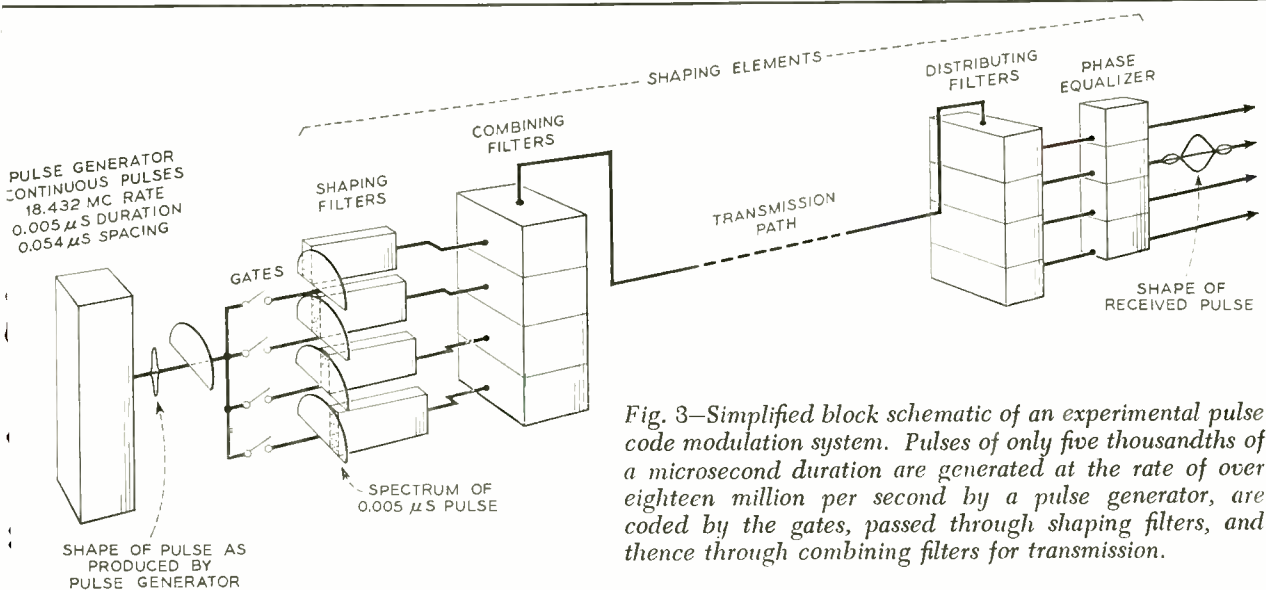 SHAPING ELEMENTS
DISTRIBUTING
FILTERS
PHASE
EQUALIZER
COMBINING
FILTERS
PULSE GENERATOR
CONTINUOUS PULSES
18.432 MC RATE
0.005 µS DURATION
0.054 µS SPACING
SHAPING
FILTERS
GATES
TRANSMISSION
PATH
SHAPE OF
RECEIVED PULSE
SPECTRUM OF
0.005 µS PULSE
SHAPE OF PULSE AS
PRODUCED BY
PULSE GENERATOR
Fig. 3—Simplified block schematic of an experimental pulse
code modulation system. Pulses of only five thousandths of
a microsecond duration are generated at the rate of over
eighteen million per second by a pulse generator, are
coded by the gates, passed through shaping filters, and
thence through combining filters for transmission.